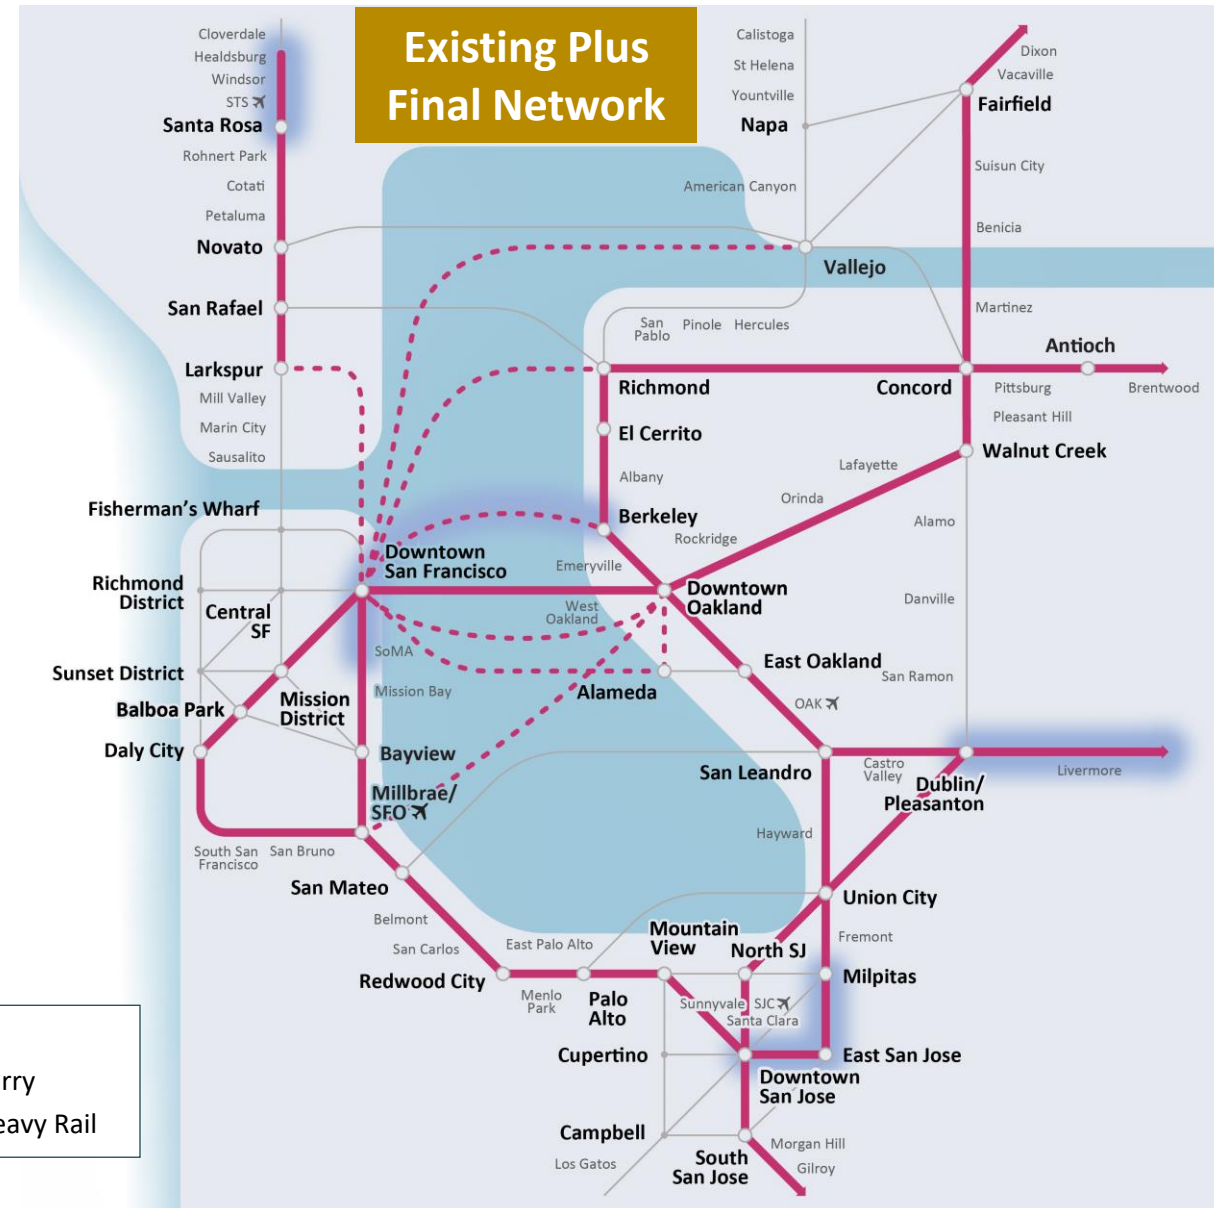 Existing Plus
Final Network
Cloverdale
Healdsburg
Windsor
STS
Santa Rosa
Rohnert Park
Cotati
Petaluma
Novato
San Rafael
Larkspur
Mill Valley
Marin City
Sausalito
Calistoga
St Helena
Yountville
Napa
American Canyon
Vallejo
Dixon
Vacaville
Fairfield
Suisun City
Benicia
Martinez
San
Pablo
Pinole
Hercules
Antioch
Richmond
Concord
Pittsburg
Brentwood
Pleasant Hill
El Cerrito
Walnut Creek
Albany
Lafayette
Orinda
Berkeley
Rockridge
Alamo
Fisherman's Wharf
Downtown
San Francisco
Emeryville
Richmond
District
Central
SF
West
Oakland
Downtown
Oakland
Danville
SoMA
Sunset District
Mission Bay
Mission
District
Alameda
East Oakland
San Ramon
Balboa Park
OAK
Daly City
Bayview
San Leandro
Castro
Valley
Livermore
Dublin/
Pleasanton
Millbrae/
SFO
Hayward
South San
Francisco
San Bruno
San Mateo
Union City
Belmont
San Carlos
East Palo Alto
Mountain
View
North SJ
Fremont
Redwood City
Menlo
Park
Palo
Alto
Sunnyvale
SJC
Santa Clara
Milpitas
Cupertino
East San Jose
Downtown
San Jose
Campbell
Los Gatos
South
San Jose
Morgan Hill
Gilroy
Rail